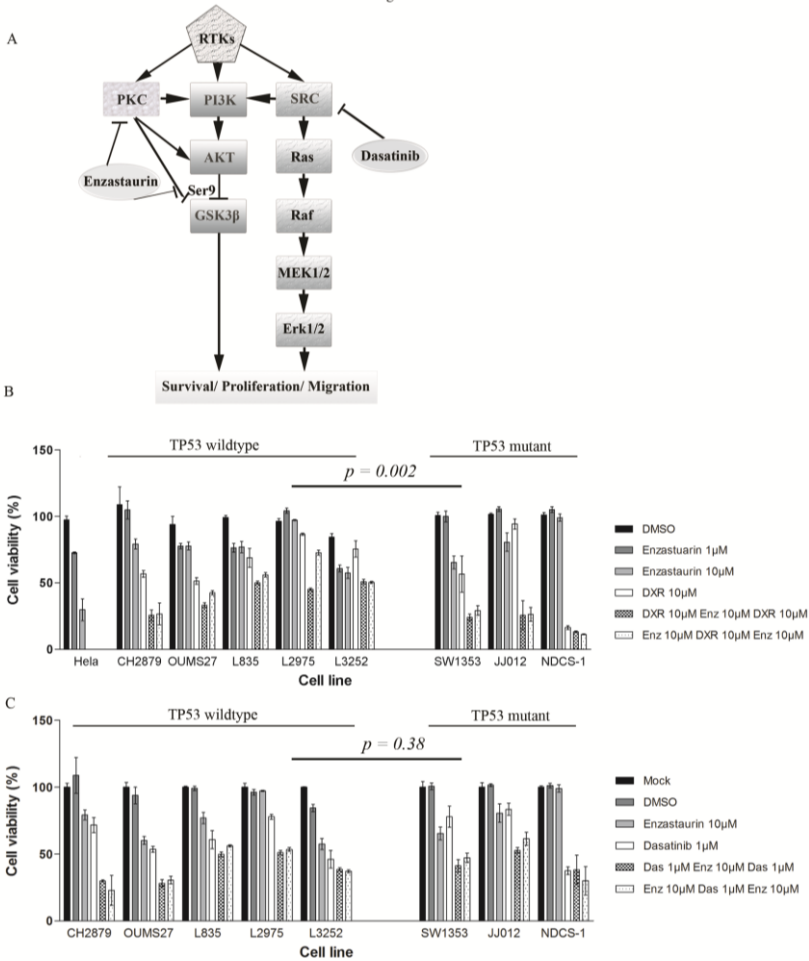 A
RTKs
PKC PI3K SRC
AKT Ras Dasatinib
Enzastaurin
Ser9
GSK3β Raf
MEK1/2
Erk1/2
Survival/ Proliferation/ Migration
B
TP53 wildtype TP53 mutant
p = 0.002
Cell viability (%)
150
100
50
0
Hela CH2879 OUMS27 L835 L2975 L3252 SW1353 JJ012 NDCS-1
Cell line
DMSO
Enzastuarin 1µM
Enzastaurin 10µM
DXR 10µM
DXR 10µM Enz 10µM DXR 10µM
Enz 10µM DXR 10µM Enz 10µM
C
TP53 wildtype TP53 mutant
p = 0.38
Cell viability (%)
150
100
50
0
CH2879 OUMS27 L835 L2975 L3252 SW1353 JJ012 NDCS-1
Cell line
Mock
DMSO
Enzastaurin 10µM
Dasatinib 1µM
Das 1µM Enz 10µM Das 1µM
Enz 10µM Das 1µM Enz 10µM